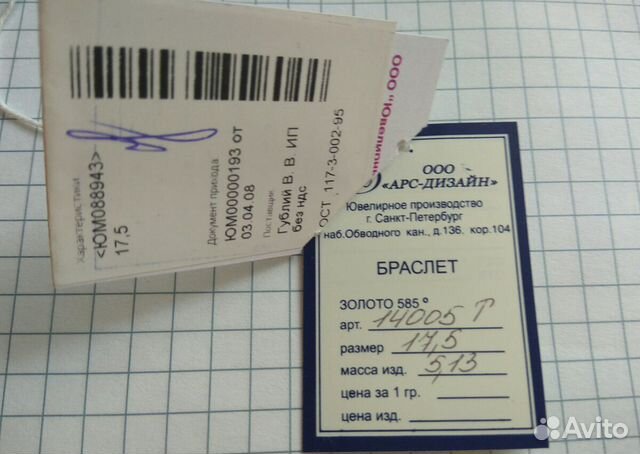 Характеристики
<ЮМ088943>
17,5
Документ прихода
ЮМ00000193 от
03.04.08
Поставщик
Гублий В. В. ИП
без ндс
ОСТ 117-3-002-95
ООО "Ювелирн
ООО
«АРС-ДИЗАЙН»
Ювелирное производство
г. Санкт-Петербург
наб.Обводного кан., д.136. кор.104
БРАСЛЕТ
ЗОЛОТО 585°
арт. 14005 Т
размер 17,5
масса изд. 5,13
цена за 1 гр.
цена изд.
Avito